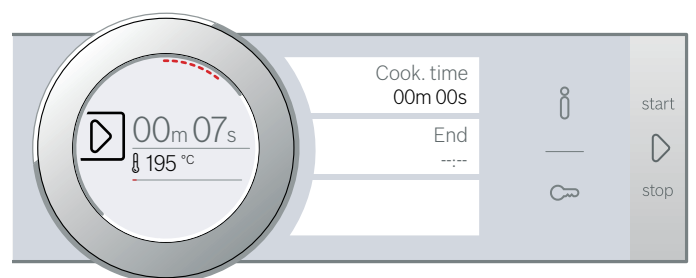 00m 07s
195 °C
Cook. time
00m 00s
End
--:--
start
stop